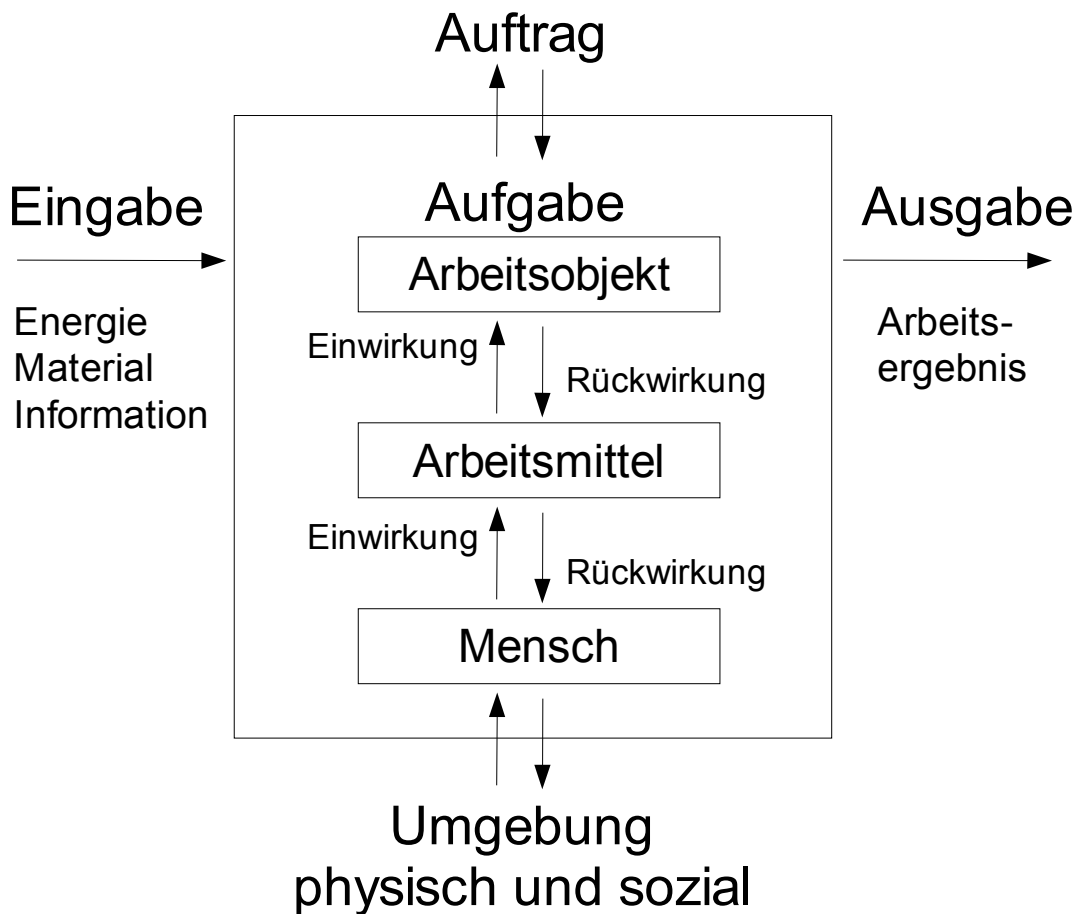 Auftrag
Eingabe
Aufgabe
Ausgabe
Arbeitsobjekt
Energie
Material
Information
Einwirkung
Rückwirkung
Arbeits-
ergebnis
Arbeitsmittel
Einwirkung
Rückwirkung
Mensch
Umgebung
physisch und sozial